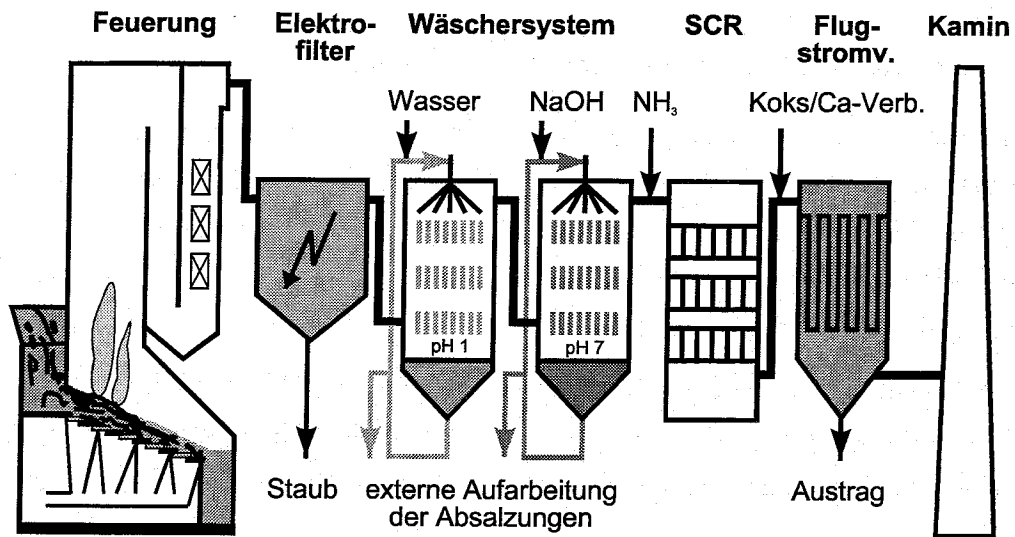 Feuerung
Elektro-
filter
Wäschersystem
SCR
Flug-
stromv.
Kamin
Wasser
NaOH
NH₃
Koks/Ca-Verb.
pH 1
pH 7
Staub
externe Aufarbeitung
der Absalzungen
Austrag